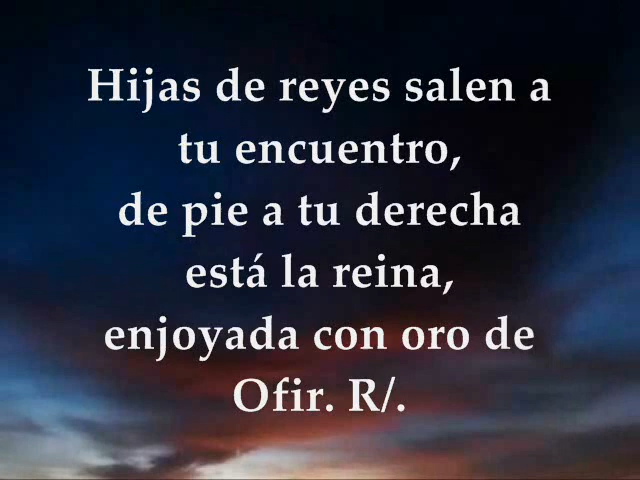 Hijas de reyes salen a
tu encuentro,
de pie a tu derecha
está la reina,
enjoyada con oro de
Ofir. R/.